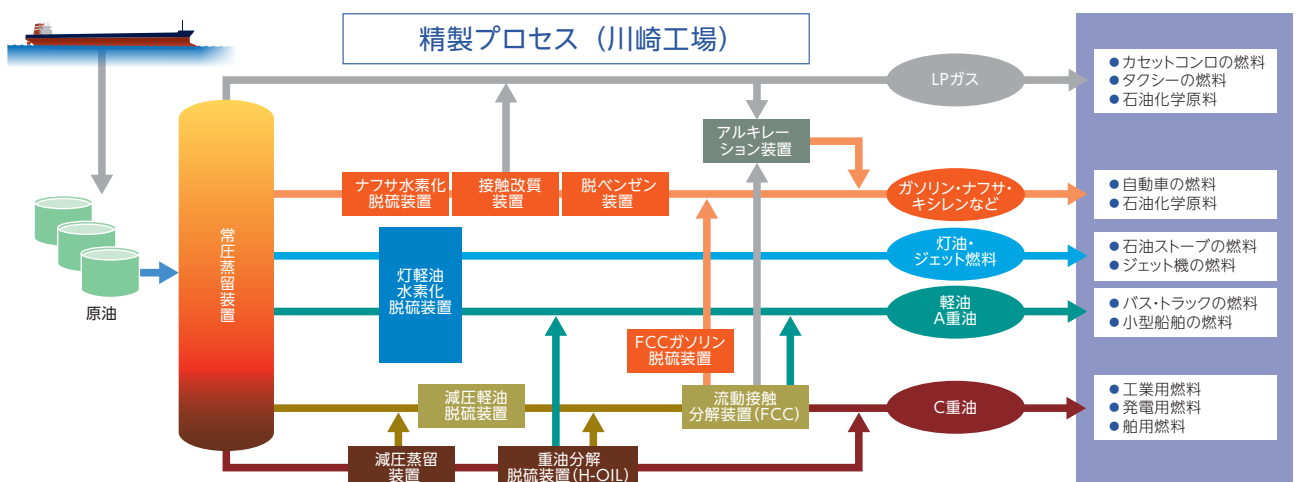 精製プロセス（川崎工場）
原油
常圧蒸留装置
LPガス
カセットコンロの燃料
タクシーの燃料
石油化学原料
アルキレー
ション装置
ナフサ水素化
脱硫装置
接触改質
装置
脱ベンゼン
装置
ガソリン・ナフサ・
キシレンなど
自動車の燃料
石油化学原料
灯軽油
水素化
脱硫装置
灯油・
ジェット燃料
石油ストーブの燃料
ジェット機の燃料
軽油
A重油
バス・トラックの燃料
小型船舶の燃料
FCCガソリン
脱硫装置
減圧軽油
脱硫装置
流動接触
分解装置(FCC)
C重油
工業用燃料
発電用燃料
舶用燃料
減圧蒸留
装置
重油分解
脱硫装置(H-OIL)